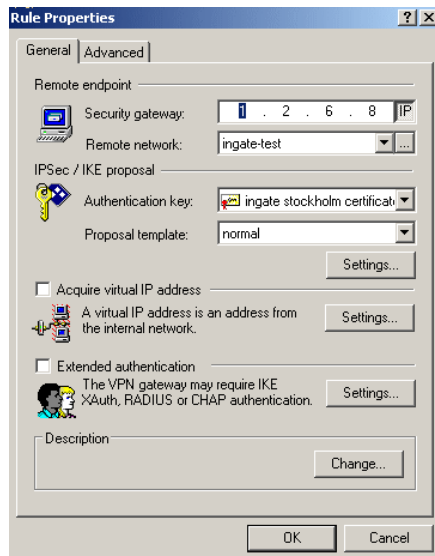 Rule Properties
General Advanced
Remote endpoint
Security gateway: 1 . 2 . 6 . 8 IP
Remote network: ingate-test ...
IPSec / IKE proposal
Authentication key: ingate stockholm certificat
Proposal template: normal
Settings...
Acquire virtual IP address
A virtual IP address is an address from
the internal network.
Settings...
Extended authentication
The VPN gateway may require IKE
XAuth, RADIUS or CHAP authentication.
Settings...
Description
Change...
OK Cancel